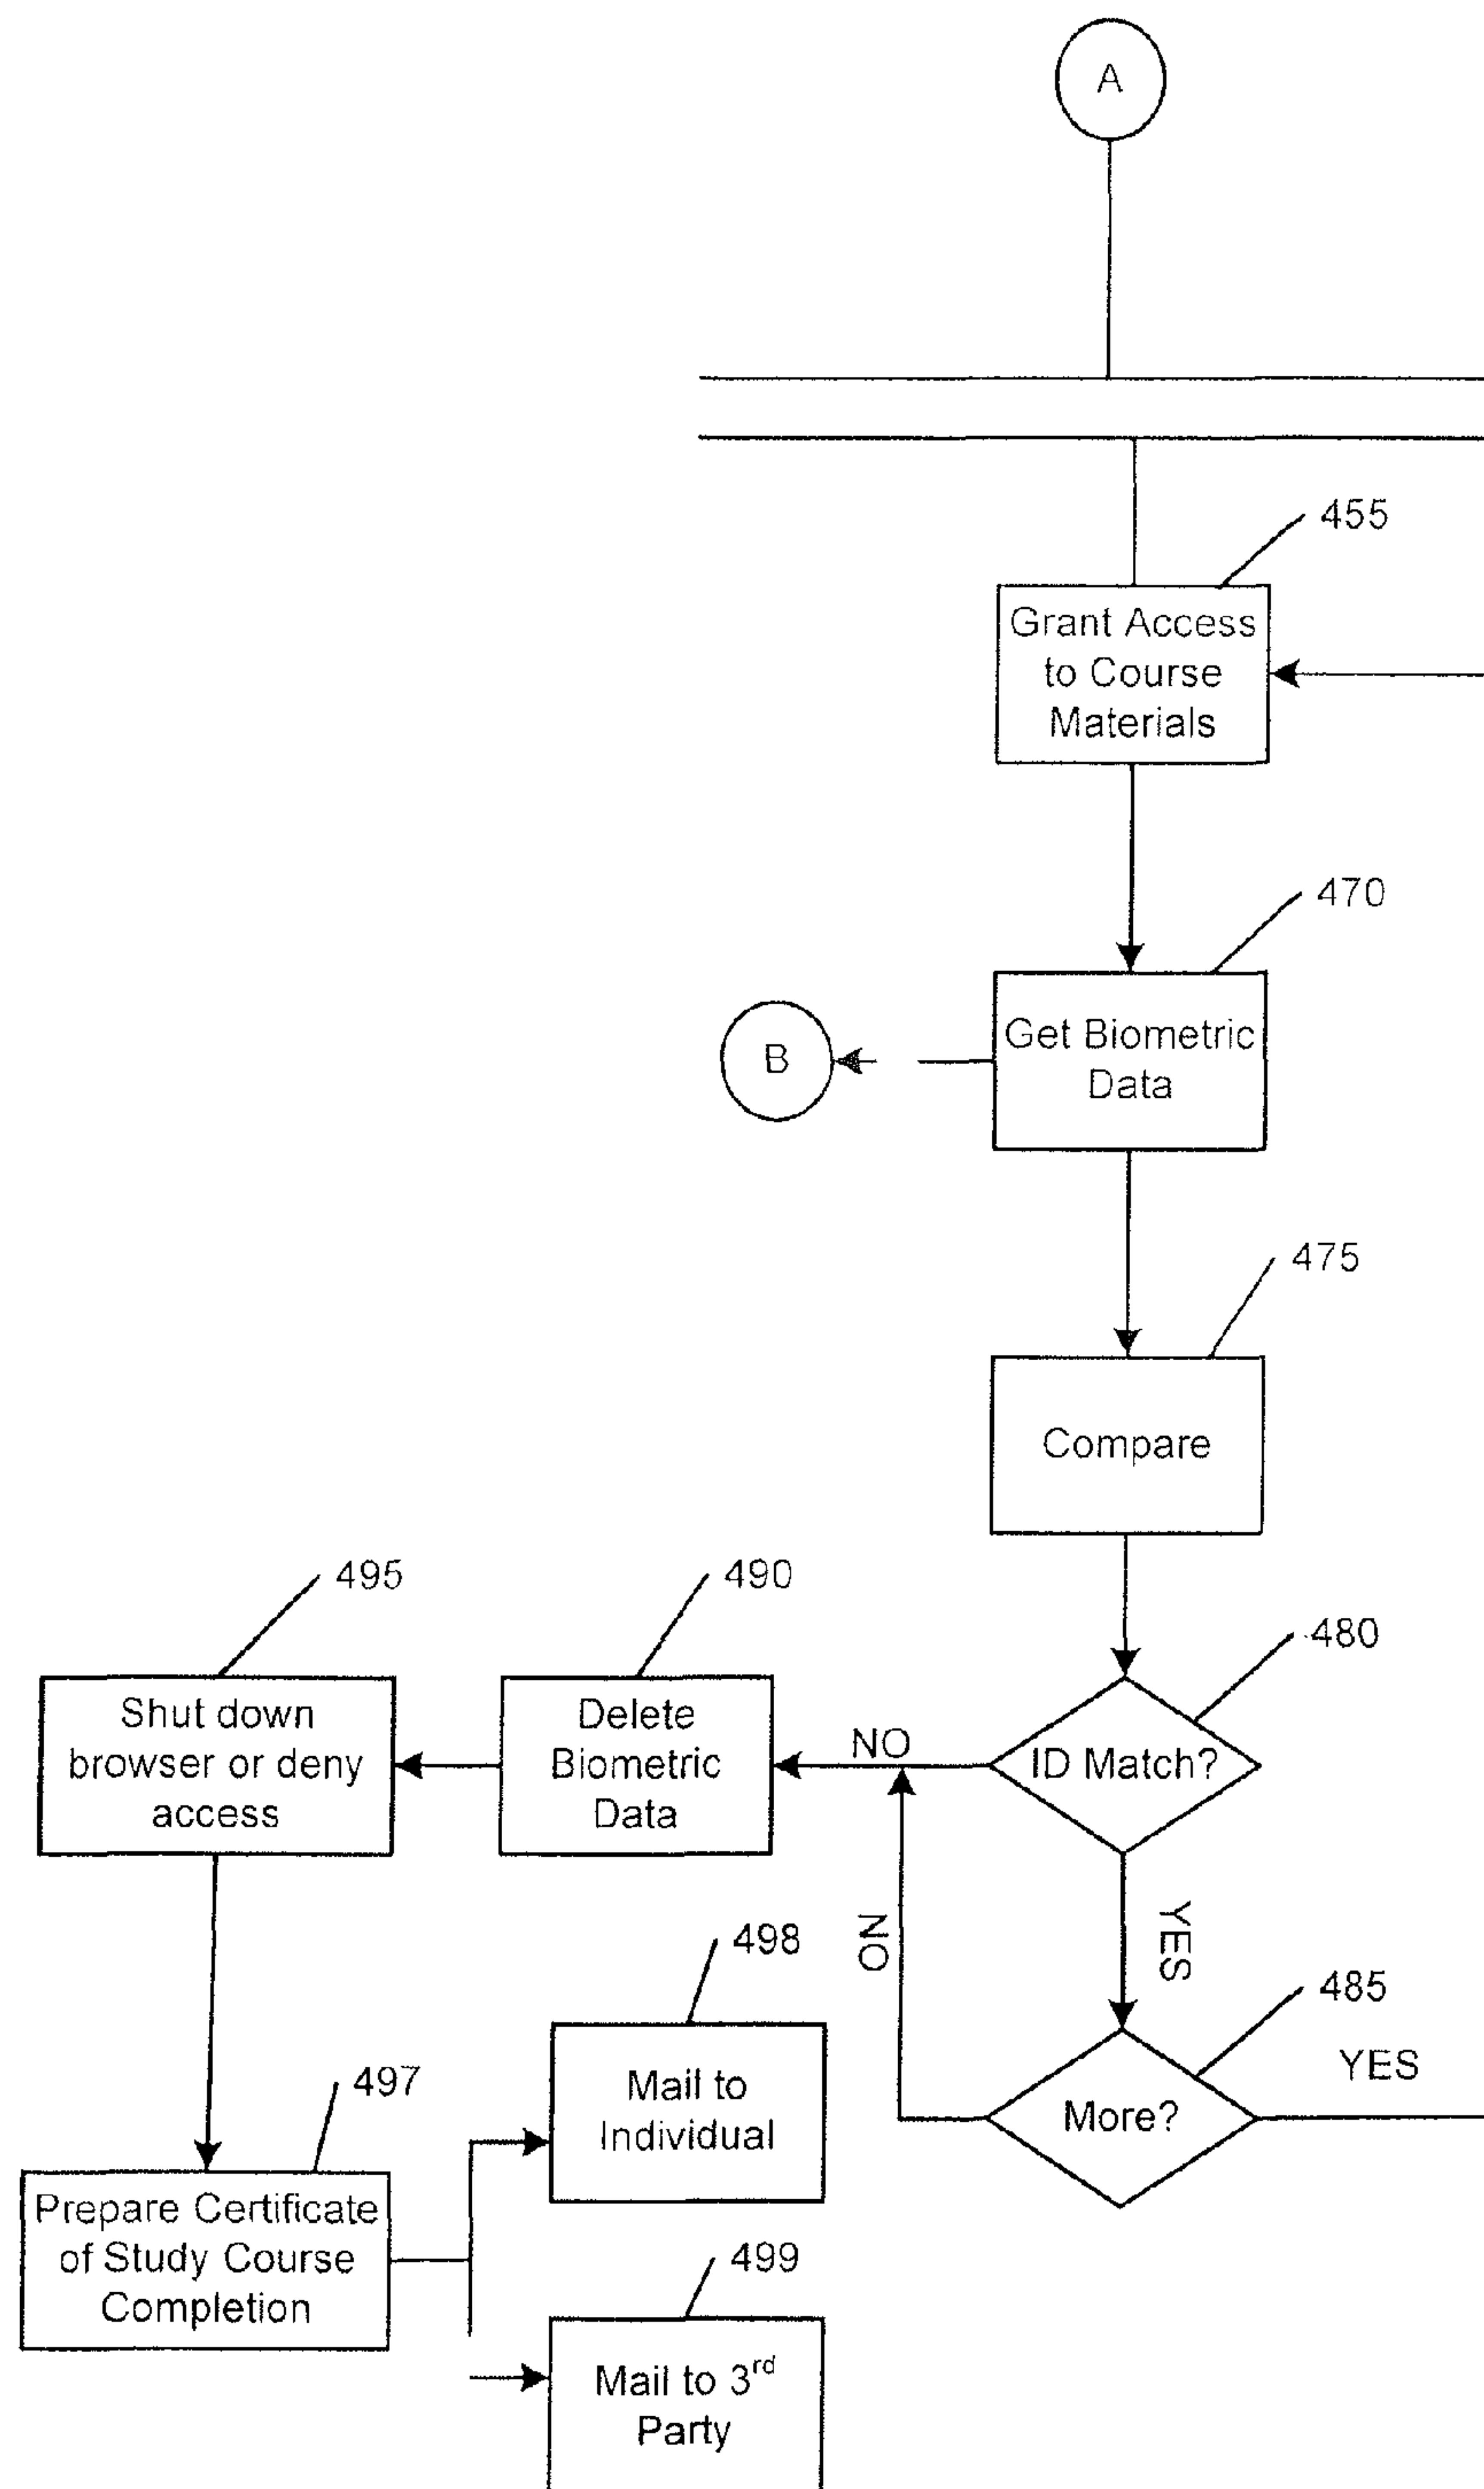 A
455
Grant Access
to Course
Materials
470
Get Biometric
Data
B
475
Compare
480
ID Match?
NO
YES
490
Delete
Biometric
Data
495
Shut down
browser or deny
access
485
More?
YES
NO
497
Prepare Certificate
of Study Course
Completion
498
Mail to
Individual
499
Mail to 3rd
Party